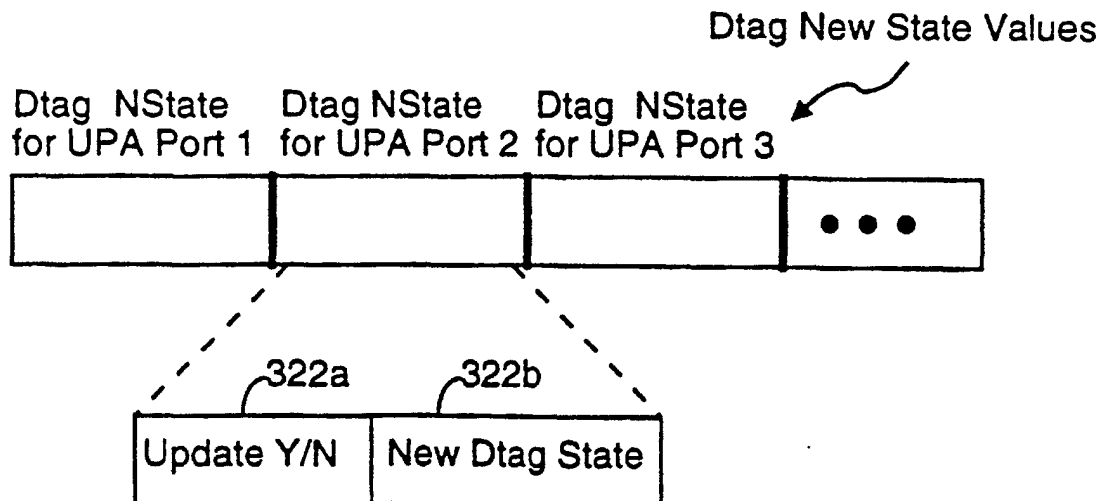 Dtag New State Values
Dtag NState Dtag NState Dtag NState
for UPA Port 1 for UPA Port 2 for UPA Port 3
322a 322b
Update Y/N New Dtag State